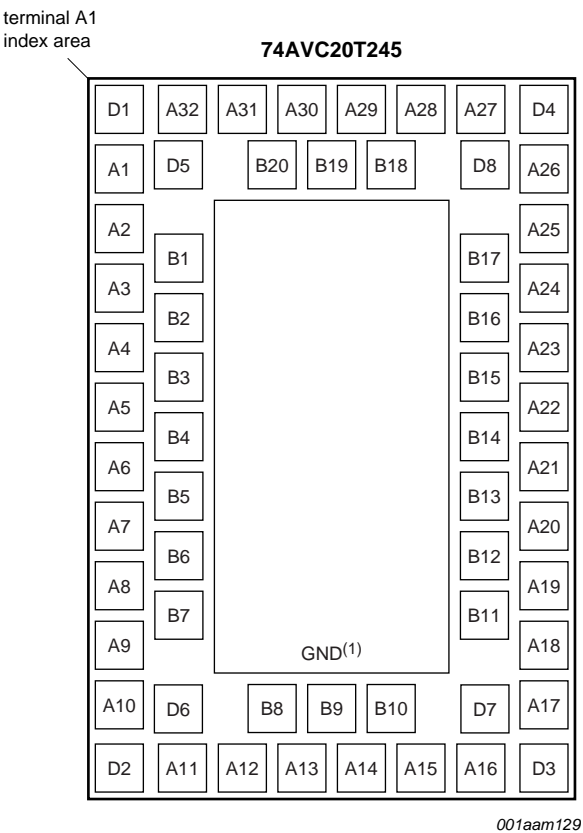 terminal A1
index area
74AVC20T245
D1 A32 A31 A30 A29 A28 A27 D4
A1 D5 B20 B19 B18 D8 A26
A2 A25
B1 B17
A3 A24
B2 B16
A4 A23
B3 B15
A5 A22
B4 B14
A6 A21
B5 B13
A7 A20
B6 B12
A8 A19
B7 B11
A9 GND(1) A18
A10 D6 B8 B9 B10 D7 A17
D2 A11 A12 A13 A14 A15 A16 D3
001aam129